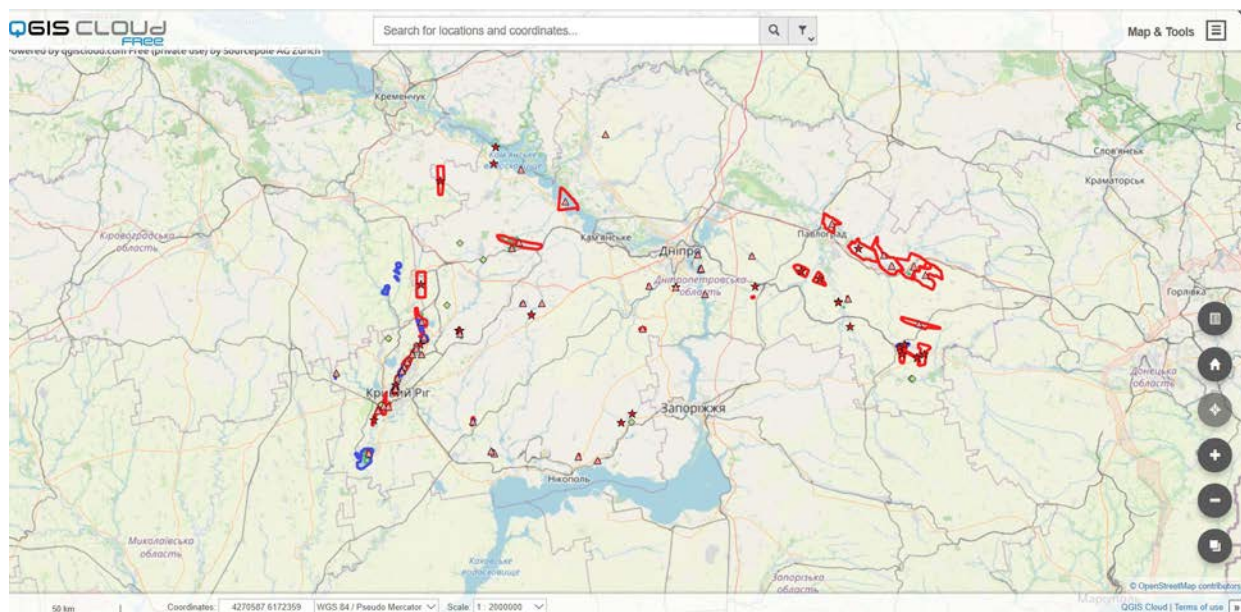 QGIS CLOUD
FREE
Search for locations and coordinates...
Map & Tools
Powered by qgiscloud.com Free (private use) by Sourcepole AG Zurich
Кременчук
Кам'янське
Слов'янськ
Краматорськ
Кіровоградська
область
Кам'янське
Павлоград
Дніпро
Дніпропетровська
область
Горлівка
Донецька
область
Кривий Ріг
Запоріжжя
Нікополь
Миколаївська
область
Каховське
водосховище
Запорізька
область
© OpenStreetMap contributors
Маріуполь
50 km
Coordinates: 4270587 6172359
WGS 84 / Pseudo Mercator
Scale
1 : 2000000
QGIS Cloud | Terms of use